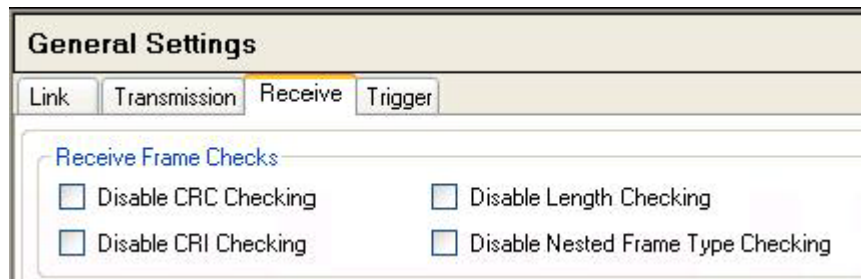 General Settings
Link Transmission Receive Trigger
Receive Frame Checks
Disable CRC Checking Disable Length Checking
Disable CRI Checking Disable Nested Frame Type Checking